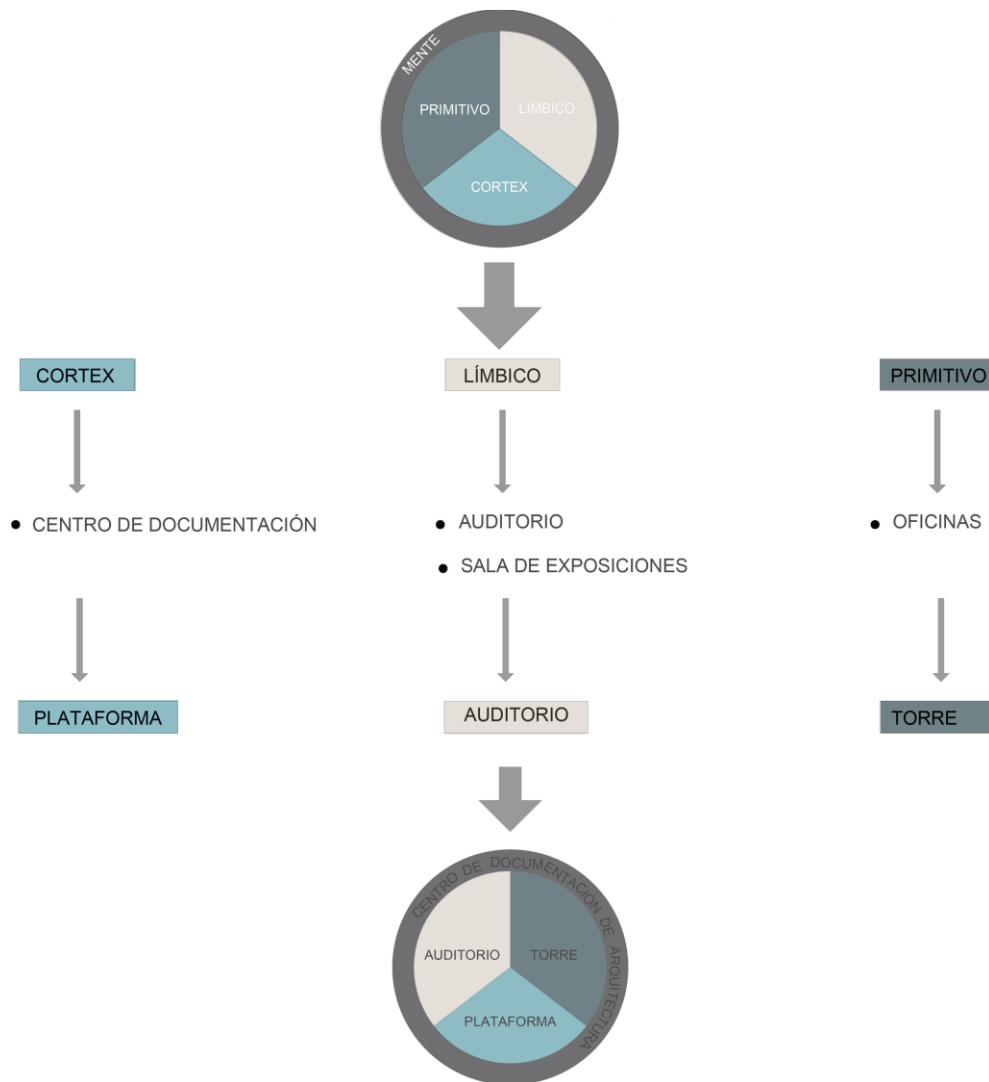 MENTE
PRIMITIVO
LIMBICO
CORTEX
CORTEX
LÍMBICO
PRIMITIVO
• CENTRO DE DOCUMENTACIÓN
• AUDITORIO
• OFICINAS
• SALA DE EXPOSICIONES
PLATAFORMA
AUDITORIO
TORRE
CENTRO DE DOCUMENTACION DE ARQUITECTURA
AUDITORIO
TORRE
PLATAFORMA